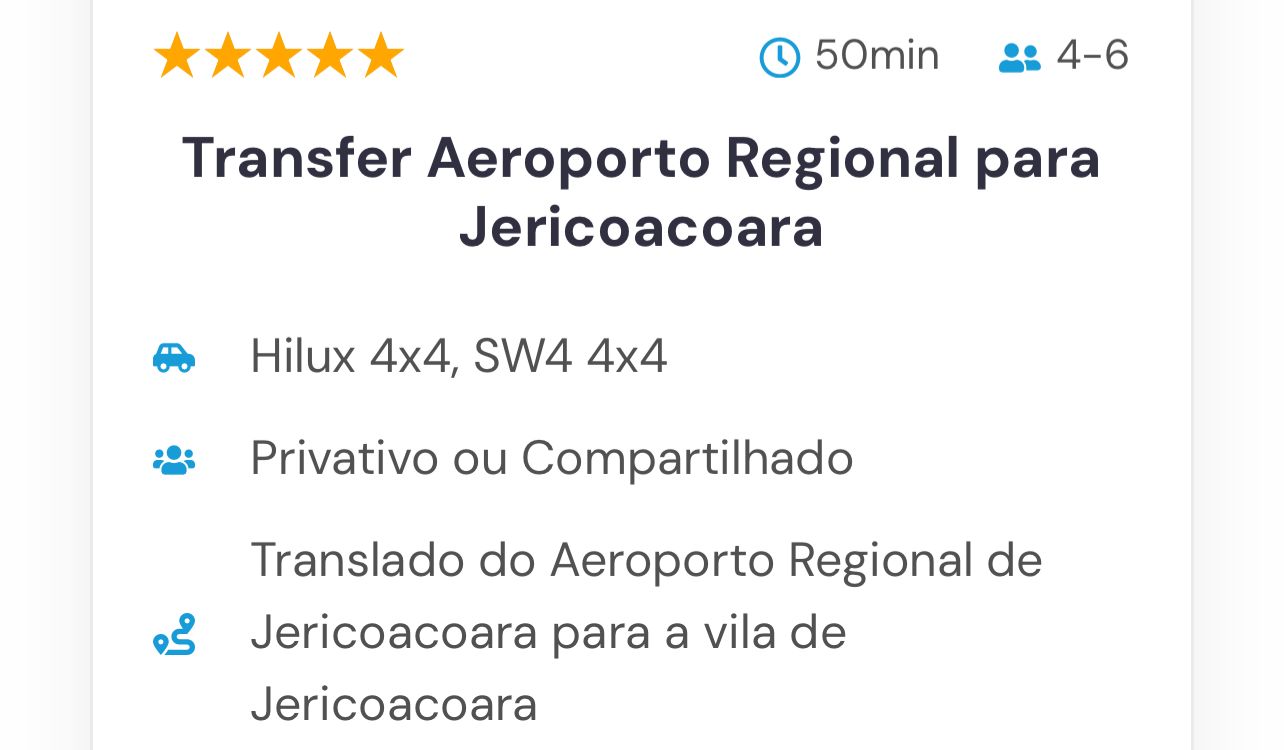 50min 4-6
Transfer Aeroporto Regional para
Jericoacoara
Hilux 4x4, SW4 4x4
Privativo ou Compartilhado
Translado do Aeroporto Regional de
Jericoacoara para a vila de
Jericoacoara